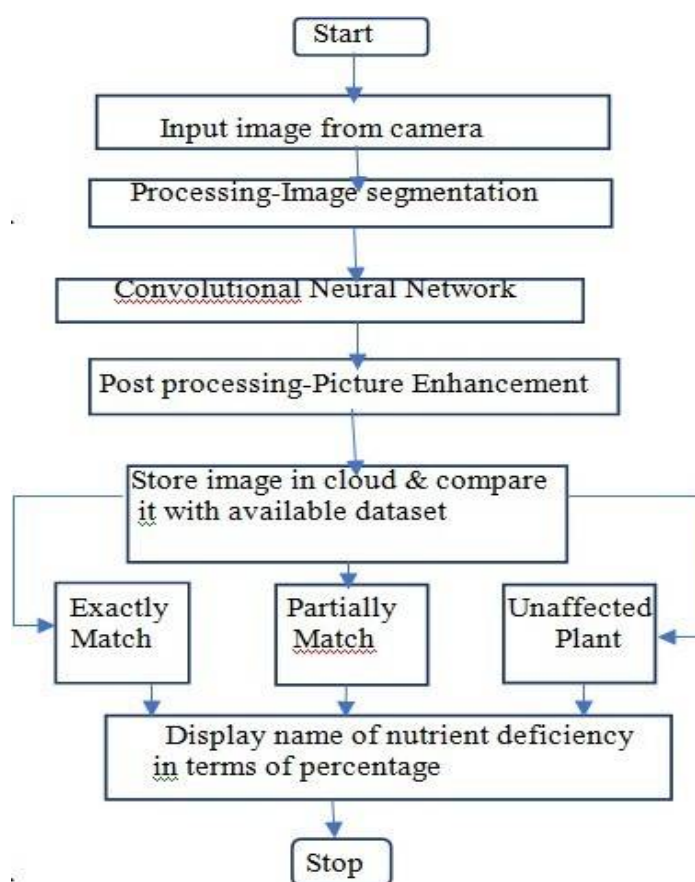 Start
Input image from camera
Processing-Image segmentation
Convolutional Neural Network
Post processing-Picture Enhancement
Store image in cloud & compare
it with available dataset
Exactly
Match
Partially
Match
Unaffected
Plant
Display name of nutrient deficiency
in terms of percentage
Stop